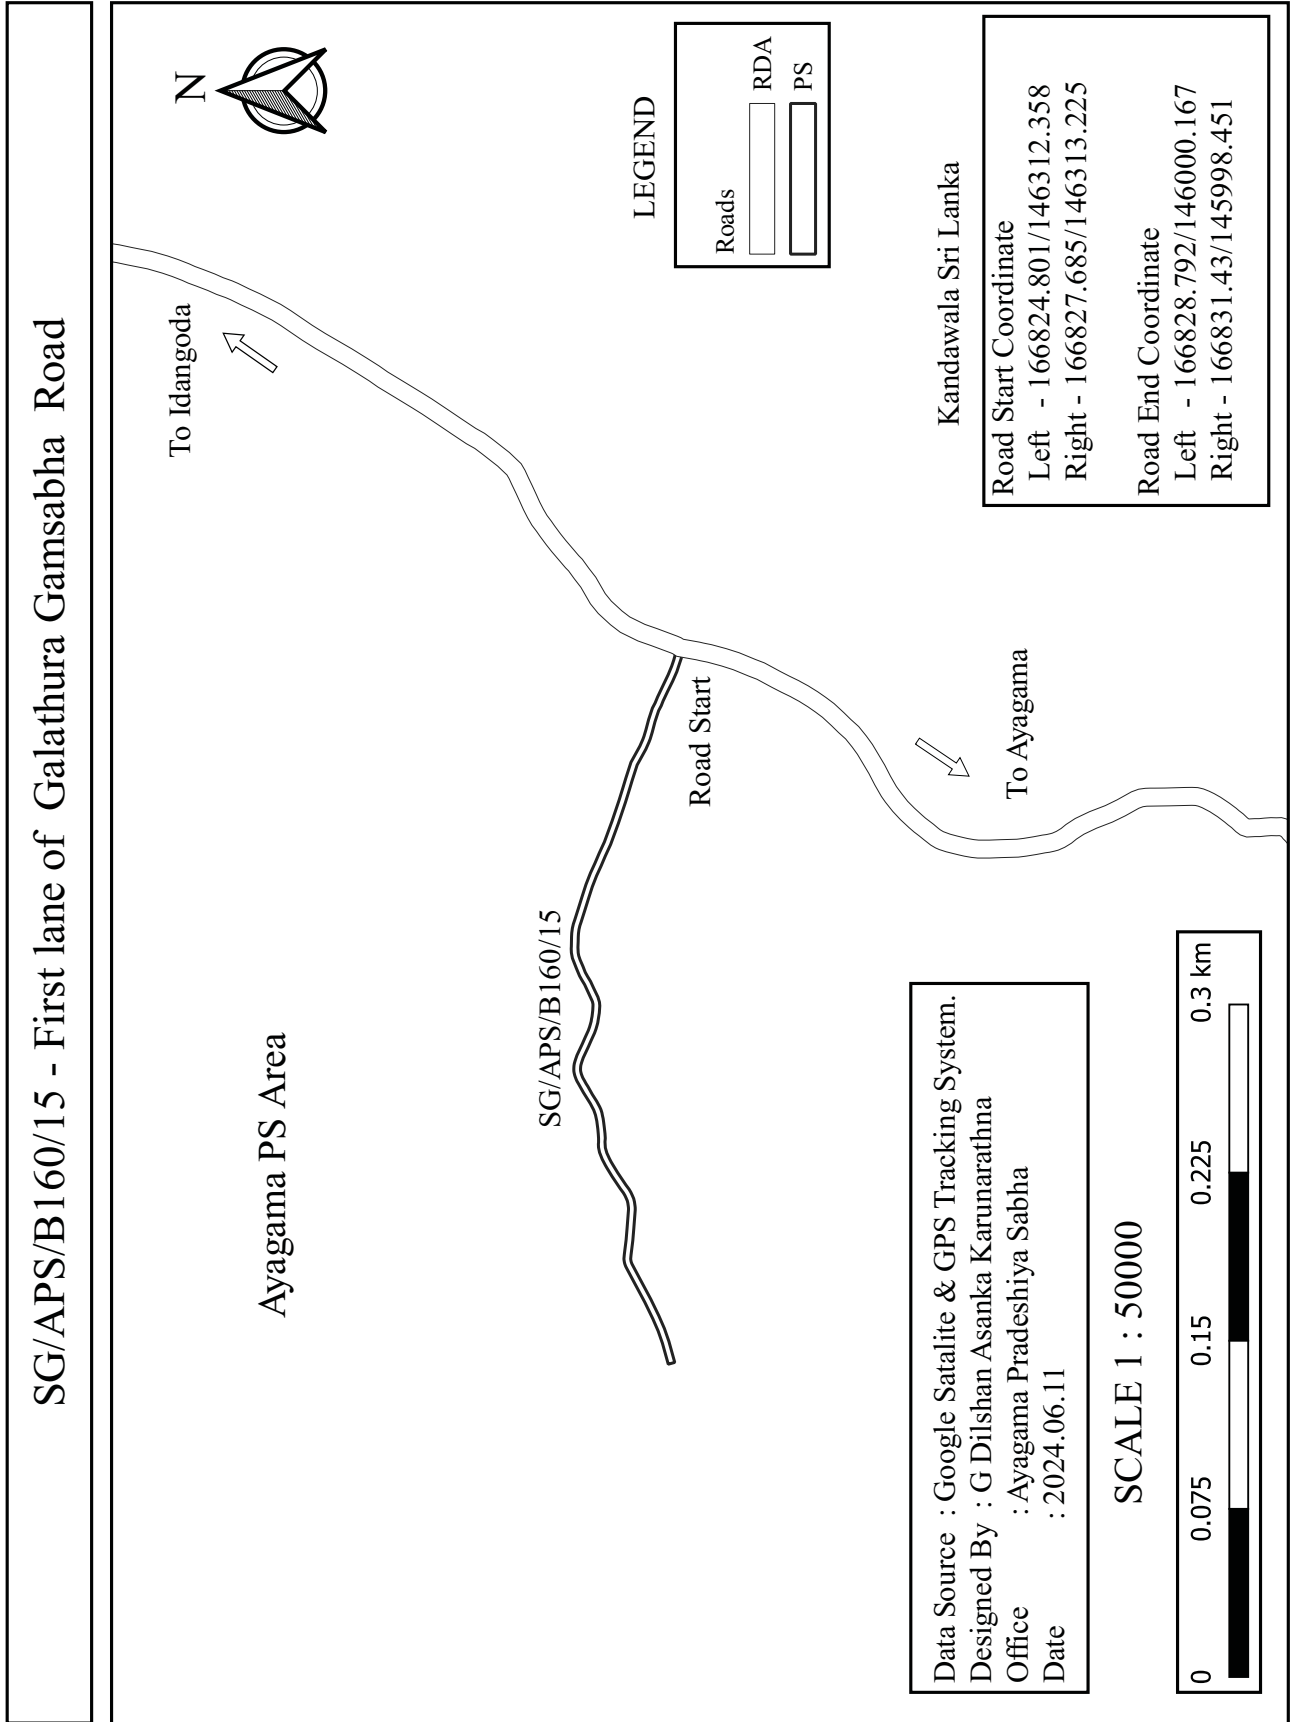 SG/APS/B160/15 - First lane of Galathura Gamsabha Road
N
To Idangoda
Ayagama PS Area
LEGEND
Roads
RDA
PS
SG/APS/B160/15
Road Start
To Ayagama
Kandawala Sri Lanka
Road Start Coordinate
Left - 166824.801/146312.358
Right - 166827.685/146313.225
Road End Coordinate
Left - 166828.792/146000.167
Right - 166831.43/145998.451
Data Source : Google Satalite & GPS Tracking System.
Designed By : G Dilshan Asanka Karunarathna
Office : Ayagama Pradeshiya Sabha
Date : 2024.06.11
SCALE 1 : 50000
0 0.075 0.15 0.225 0.3 km